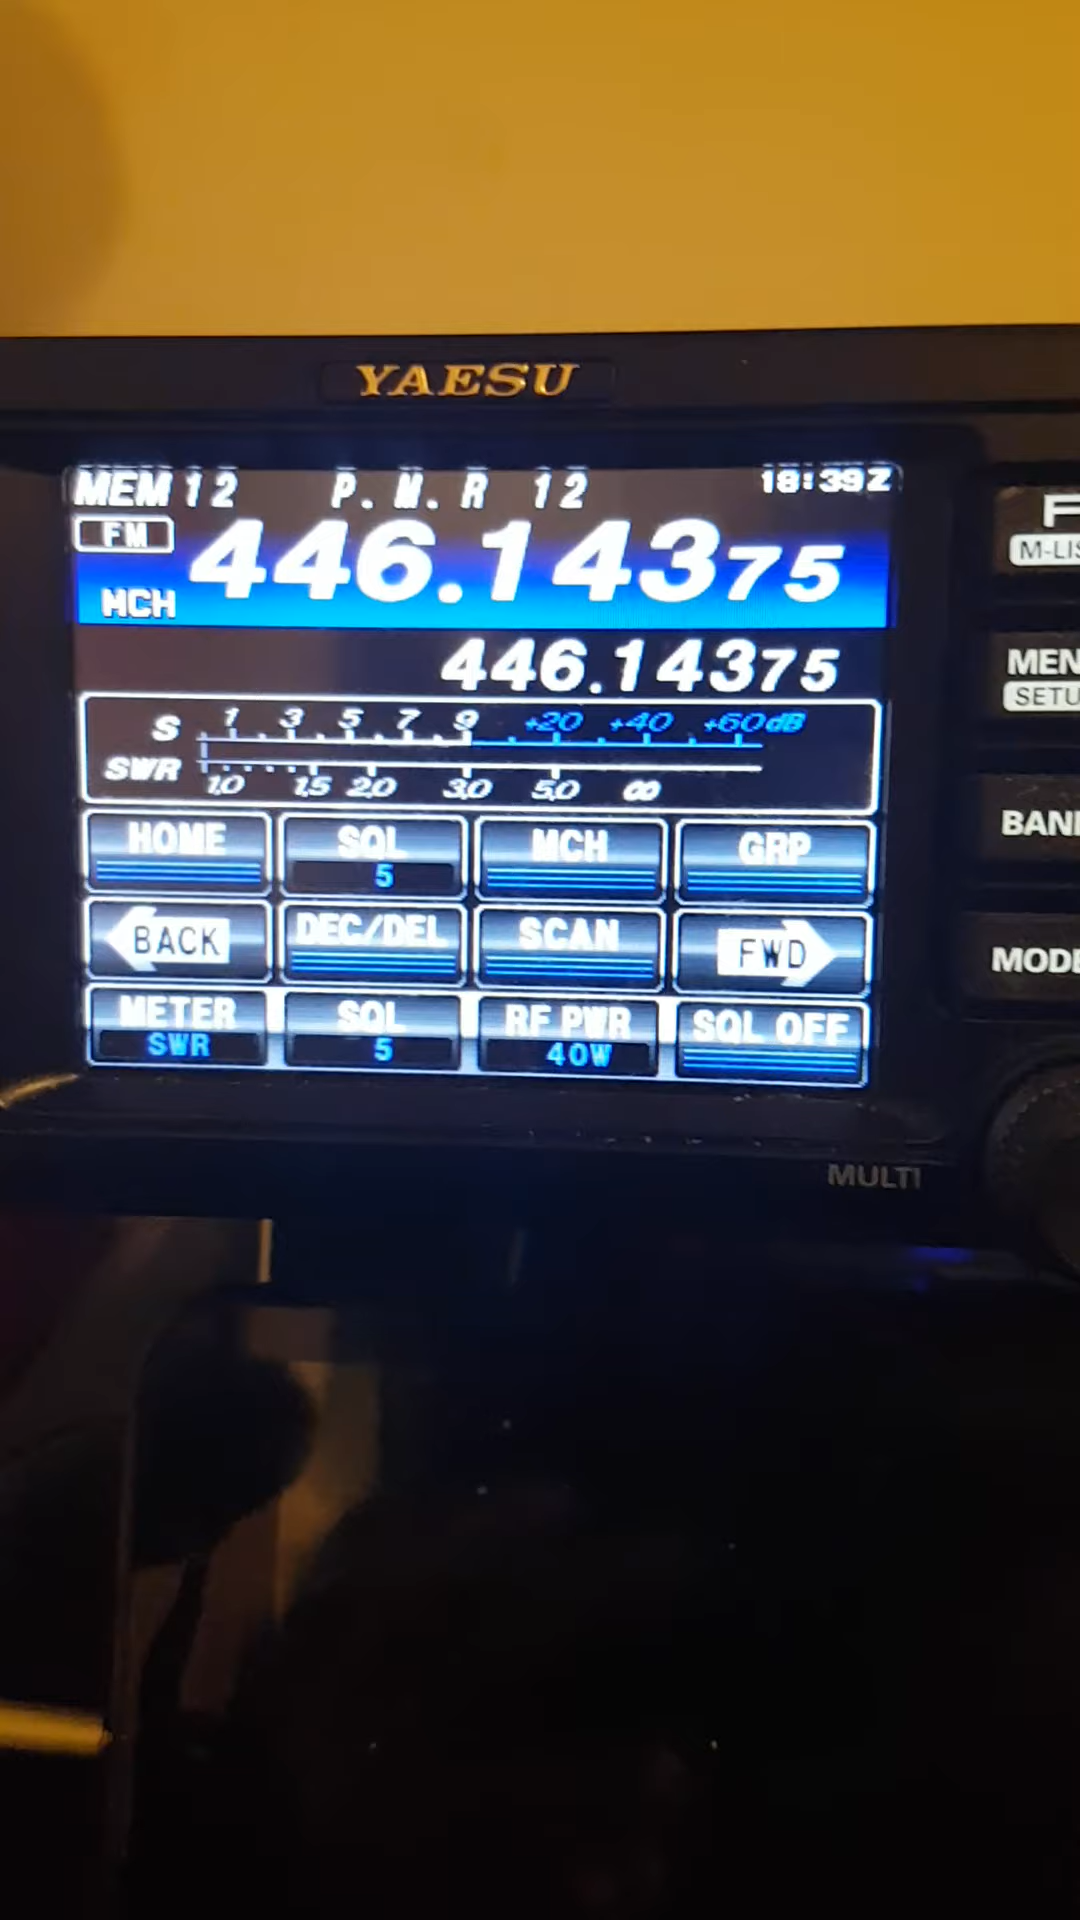 YAESU
MEM 12 P.M.R 12 18:39Z
FM 446.14375
MCH
446.14375
S 1 3 5 7 9 +20 +40 +60dB
SWR 1.0 1.5 2.0 3.0 5.0 ∞
HOME SQL 5 MCH GRP
BACK DEC/DEL SCAN FWD
METER SWR SQL 5 RF PWR 40W SQL OFF
F
M-LIS
MEN
SETU
BAN
MODE
MULTI